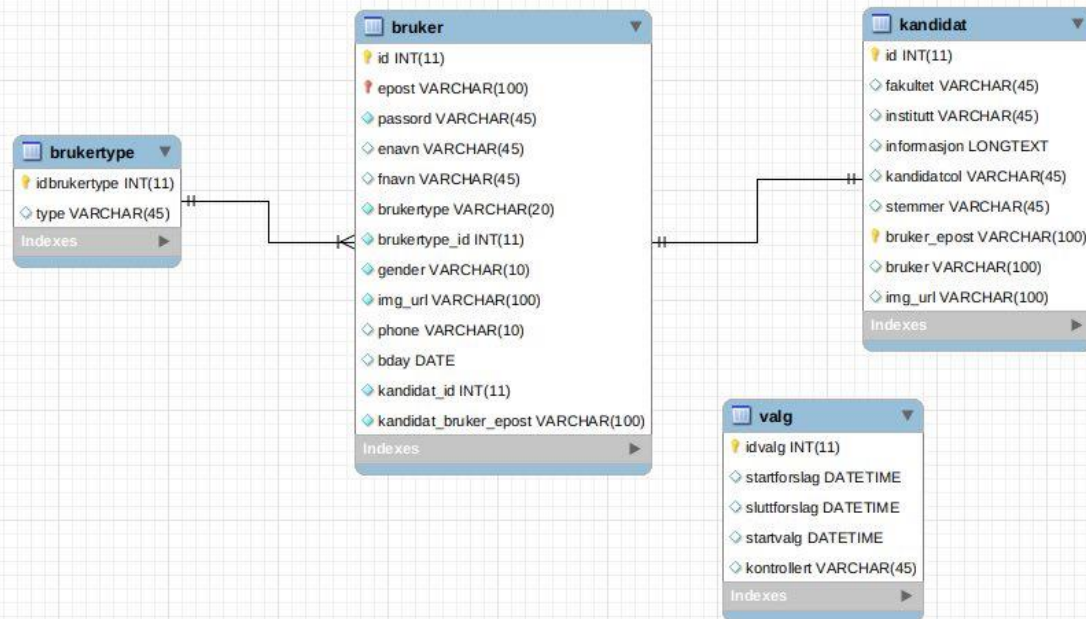 brukertype
idbrukertype INT(11)
type VARCHAR(45)
Indexes
bruker
id INT(11)
epost VARCHAR(100)
passord VARCHAR(45)
enavn VARCHAR(45)
fnavn VARCHAR(45)
brukertype VARCHAR(20)
brukertype_id INT(11)
gender VARCHAR(10)
img_url VARCHAR(100)
phone VARCHAR(10)
bday DATE
kandidat_id INT(11)
kandidat_bruker_epost VARCHAR(100)
Indexes
kandidat
id INT(11)
fakultet VARCHAR(45)
institutt VARCHAR(45)
informasjon LONGTEXT
kandidatcol VARCHAR(45)
stemmer VARCHAR(45)
bruker_epost VARCHAR(100)
bruker VARCHAR(100)
img_url VARCHAR(100)
Indexes
valg
idvalg INT(11)
startforslag DATETIME
sluttforslag DATETIME
startvalg DATETIME
kontrollert VARCHAR(45)
Indexes